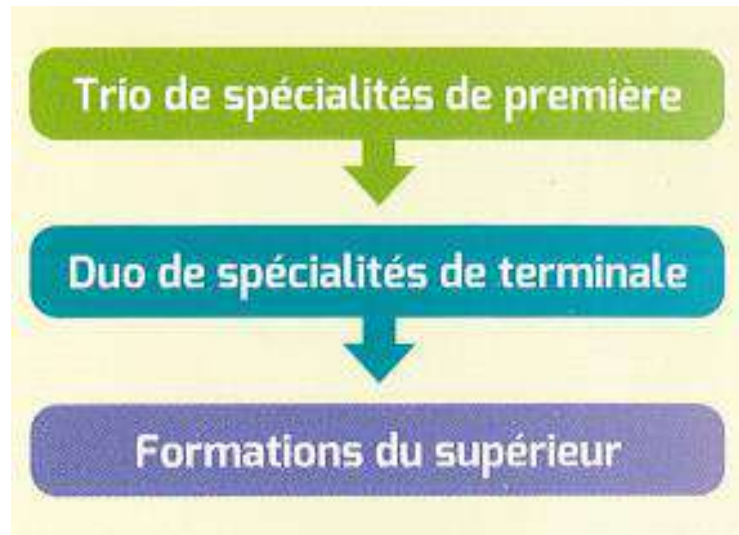 Trio de spécialités de première
Duo de spécialités de terminale
Formations du supérieur